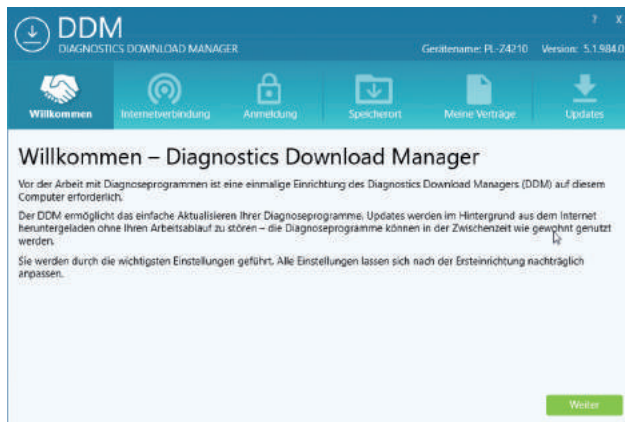 DDM
DIAGNOSTICS DOWNLOAD MANAGER
? X
Gerätename: PL-Z4210 Version: 5.1.984.0
Willkommen Internetverbindung Anmeldung Speicherort Meine Verträge Updates
Willkommen – Diagnostics Download Manager
Vor der Arbeit mit Diagnoseprogrammen ist eine einmalige Einrichtung des Diagnostics Download Managers (DDM) auf diesem
Computer erforderlich.
Der DDM ermöglicht das einfache Aktualisieren Ihrer Diagnoseprogramme. Updates werden im Hintergrund aus dem Internet
heruntergeladen ohne Ihren Arbeitsablauf zu stören – die Diagnoseprogramme können in der Zwischenzeit wie gewohnt genutzt
werden.
Sie werden durch die wichtigsten Einstellungen geführt. Alle Einstellungen lassen sich nach der Ersteinrichtung nachträglich
anpassen.
Weiter